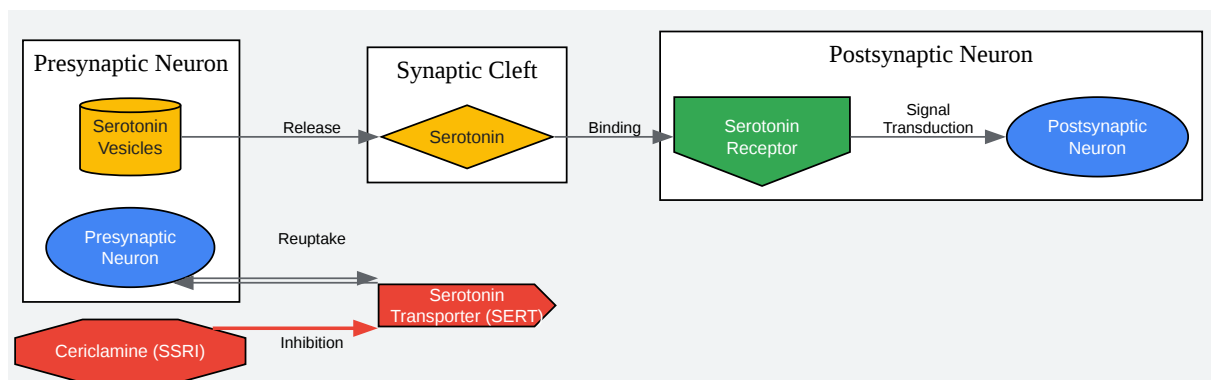 Presynaptic Neuron
Synaptic Cleft
Postsynaptic Neuron
Serotonin
Vesicles
Release
Serotonin
Binding
Serotonin
Receptor
Signal
Transduction
Postsynaptic
Neuron
Presynaptic
Neuron
Reuptake
Serotonin
Transporter (SERT)
Cericlamine (SSRI)
Inhibition